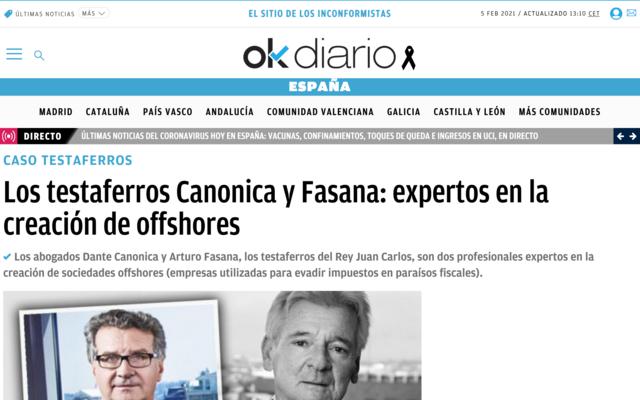 ÚLTIMAS NOTICIAS MÁS EL SITIO DE LOS INCONFORMISTAS 5 FEB 2021 / ACTUALIZADO 13:10 CET
okdiario
ESPAÑA
MADRID CATALUÑA PAÍS VASCO ANDALUCÍA COMUNIDAD VALENCIANA GALICIA CASTILLA Y LEÓN MÁS COMUNIDADES
DIRECTO ÚLTIMAS NOTICIAS DEL CORONAVIRUS HOY EN ESPAÑA: VACUNAS, CONFINAMIENTOS, TOQUES DE QUEDA E INGRESOS EN UCI, EN DIRECTO
CASO TESTAFERROS
Los testaferros Canonica y Fasana: expertos en la
creación de offshores
Los abogados Dante Canonica y Arturo Fasana, los testaferros del Rey Juan Carlos, son dos profesionales expertos en la
creación de sociedades offshores (empresas utilizadas para evadir impuestos en paraísos fiscales).